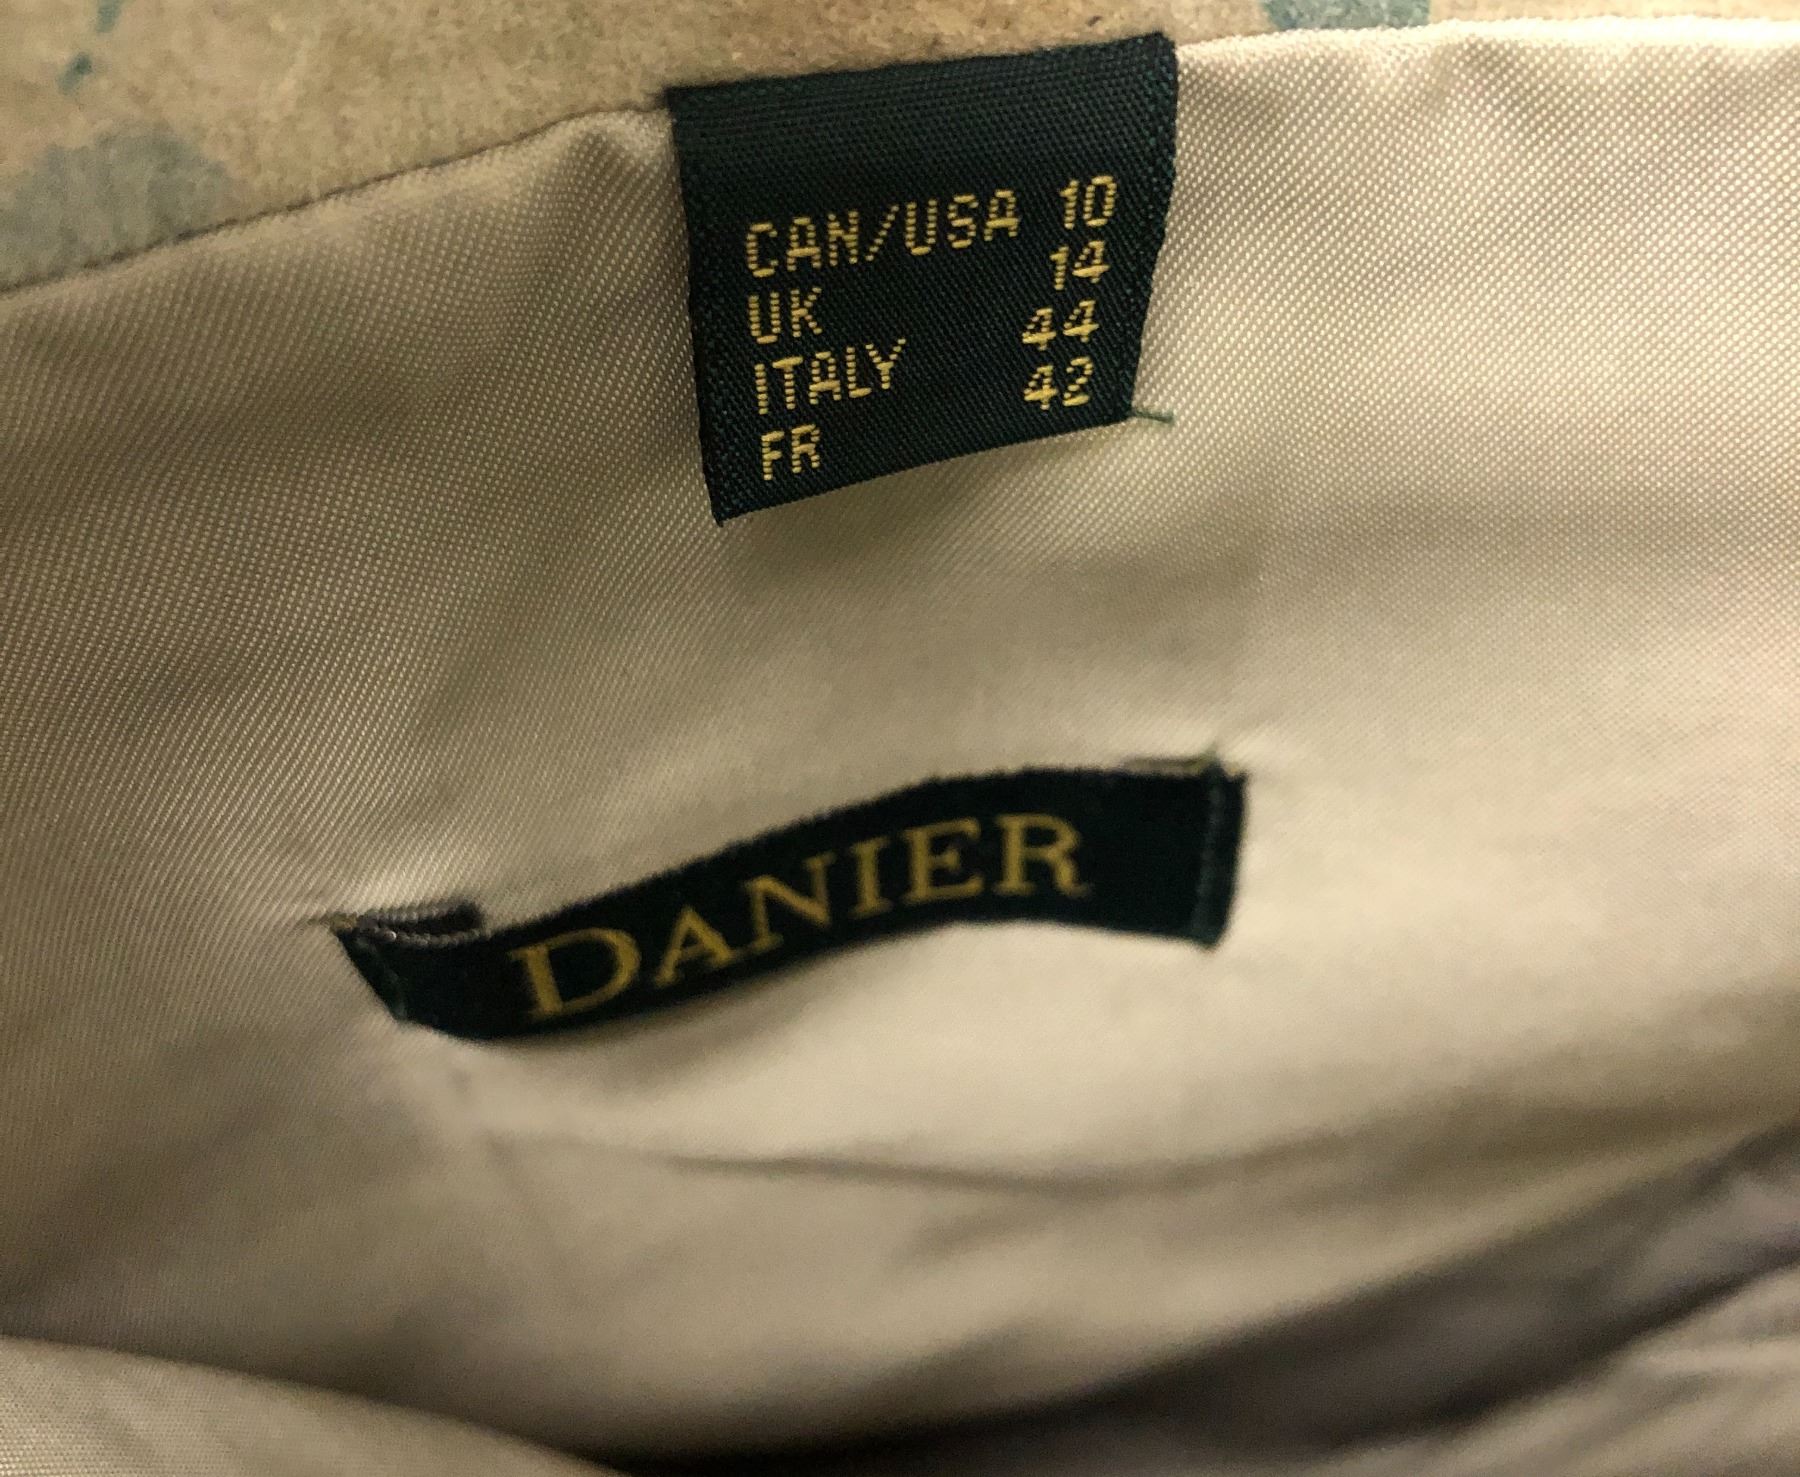 CAN/USA 10
UK 14
ITALY 44
FR 42
DANIER